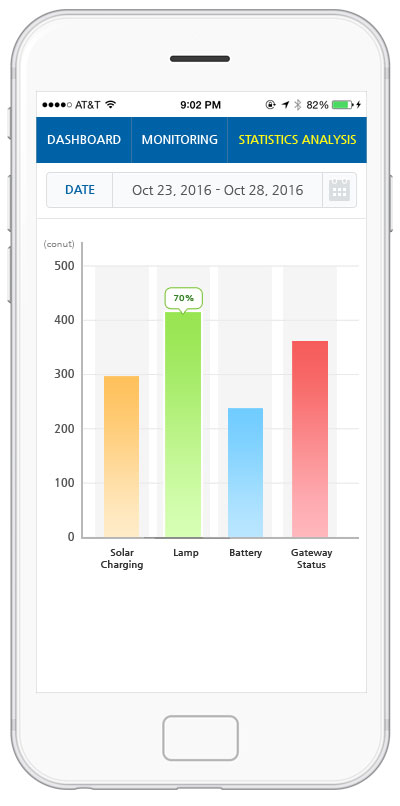 AT&T 9:02 PM 82%
DASHBOARD MONITORING STATISTICS ANALYSIS
DATE Oct 23, 2016 - Oct 28, 2016
(conut)
500
70%
400
300
200
100
0
Solar Charging Lamp Battery Gateway Status